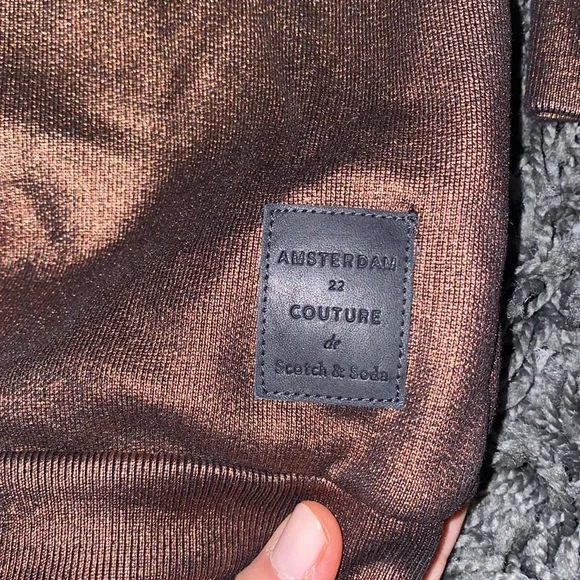 AMSTERDAM
22
COUTURE
de
Scotch & Soda